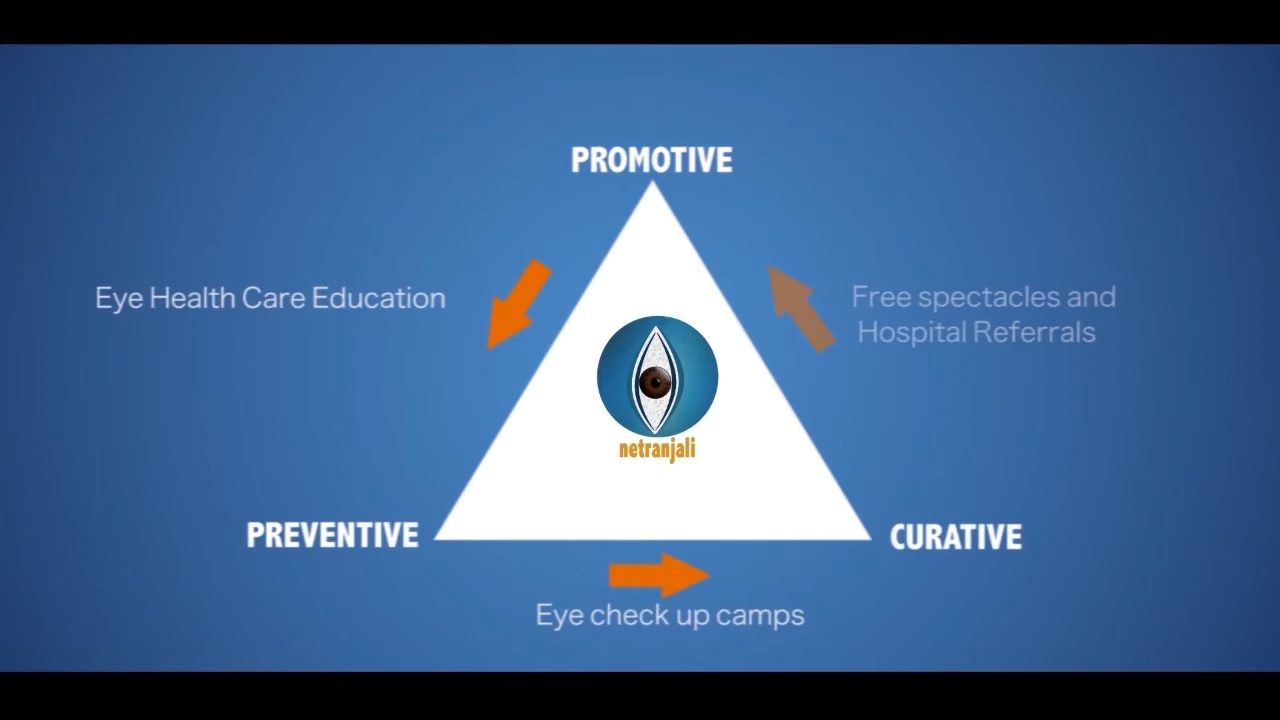 PROMOTIVE
Eye Health Care Education
Free spectacles and
Hospital Referrals
netranjali
PREVENTIVE
CURATIVE
Eye check up camps